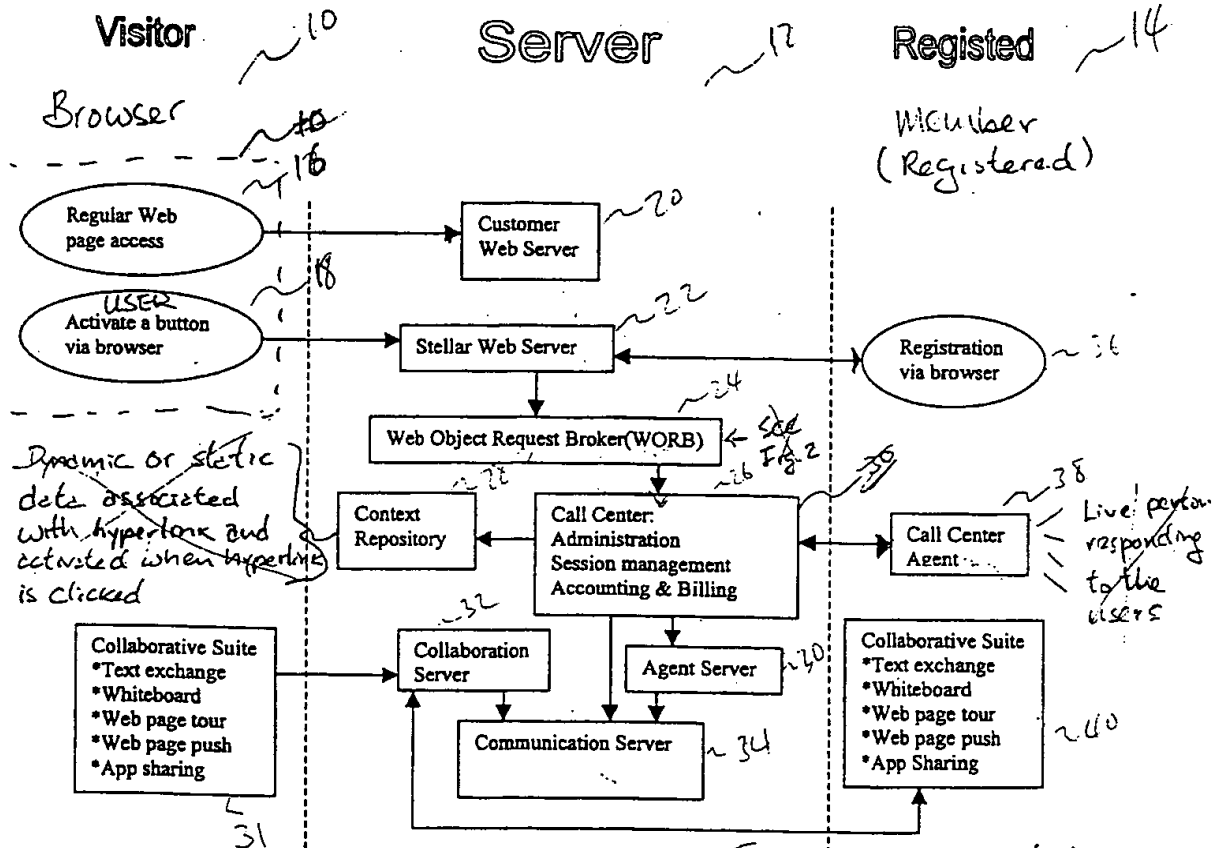 Visitor
10
Server
12
Registed
14
Browser
10
Member
(Registered)
16
Regular Web
page access
Customer
Web Server
20
18
USER
Activate a button
via browser
Stellar Web Server
22
Registration
via browser
36
24
Web Object Request Broker(WORB)
see
Fig. 2
Dynamic or static
data associated
with hyperlink and
activated when hyperlink
is clicked
Context
Repository
26
30
Call Center:
Administration
Session management
Accounting & Billing
38
Call Center
Agent
Live person
responding
to the
users
32
Collaborative Suite
*Text exchange
*Whiteboard
*Web page tour
*Web page push
*App sharing
31
Collaboration
Server
Agent Server
30
Communication Server
34
Collaborative Suite
*Text exchange
*Whiteboard
*Web page tour
*Web page push
*App Sharing
40